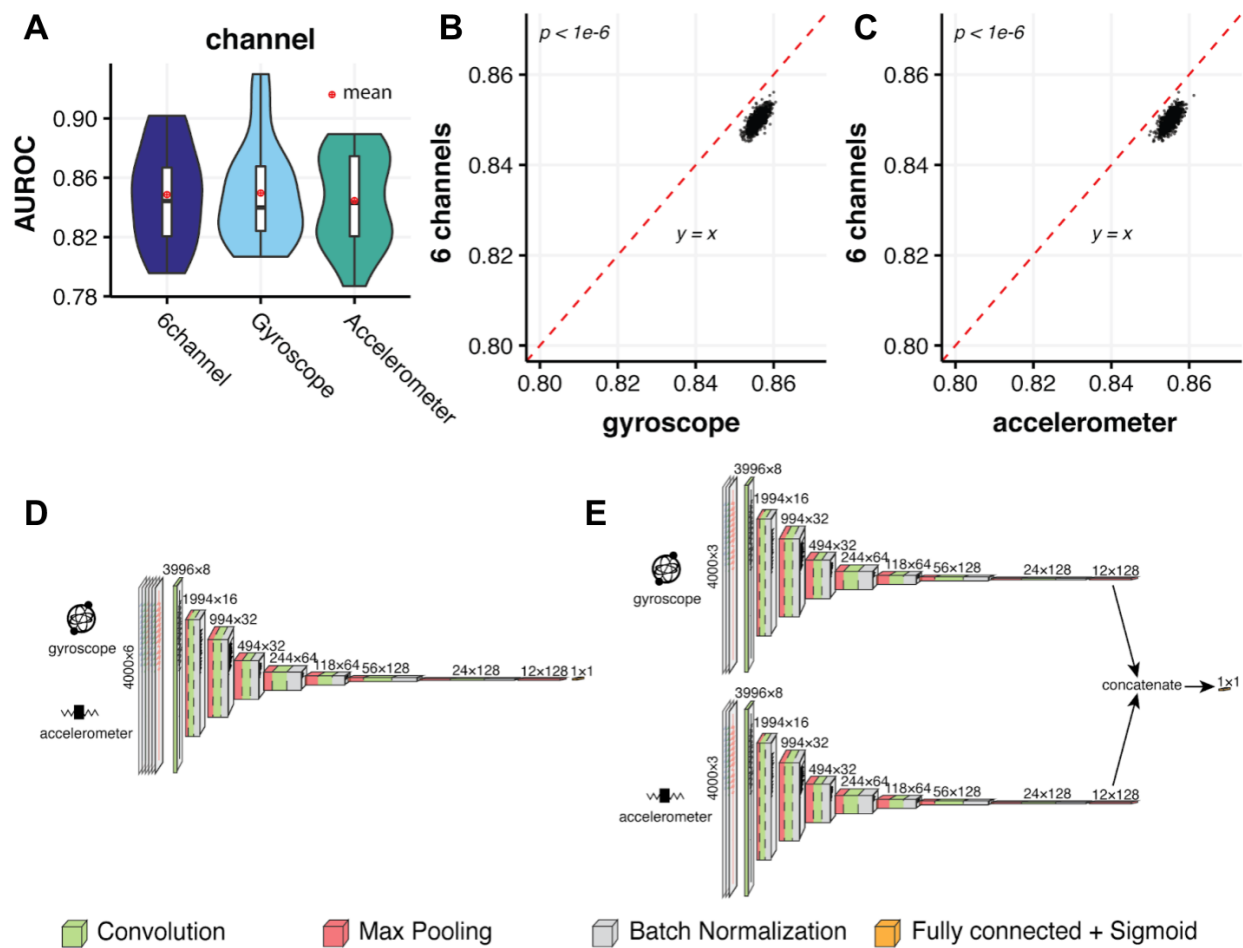 A
channel
mean
AUROC
0.90
0.86
0.82
0.78
6channel
Gyroscope
Accelerometer
B
p < 1e-6
6 channels
0.86
0.84
0.82
0.80
y = x
0.80 0.82 0.84 0.86
gyroscope
C
p < 1e-6
6 channels
0.86
0.84
0.82
0.80
y = x
0.80 0.82 0.84 0.86
accelerometer
D
gyroscope
accelerometer
4000×6
3996×8
1994×16
994×32
494×32
244×64
118×64
56×128
24×128
12×128
1×1
E
gyroscope
4000×3
3996×8
1994×16
994×32
494×32
244×64
118×64
56×128
24×128
12×128
accelerometer
4000×3
3996×8
1994×16
994×32
494×32
244×64
118×64
56×128
24×128
12×128
concatenate
1×1
Convolution
Max Pooling
Batch Normalization
Fully connected + Sigmoid